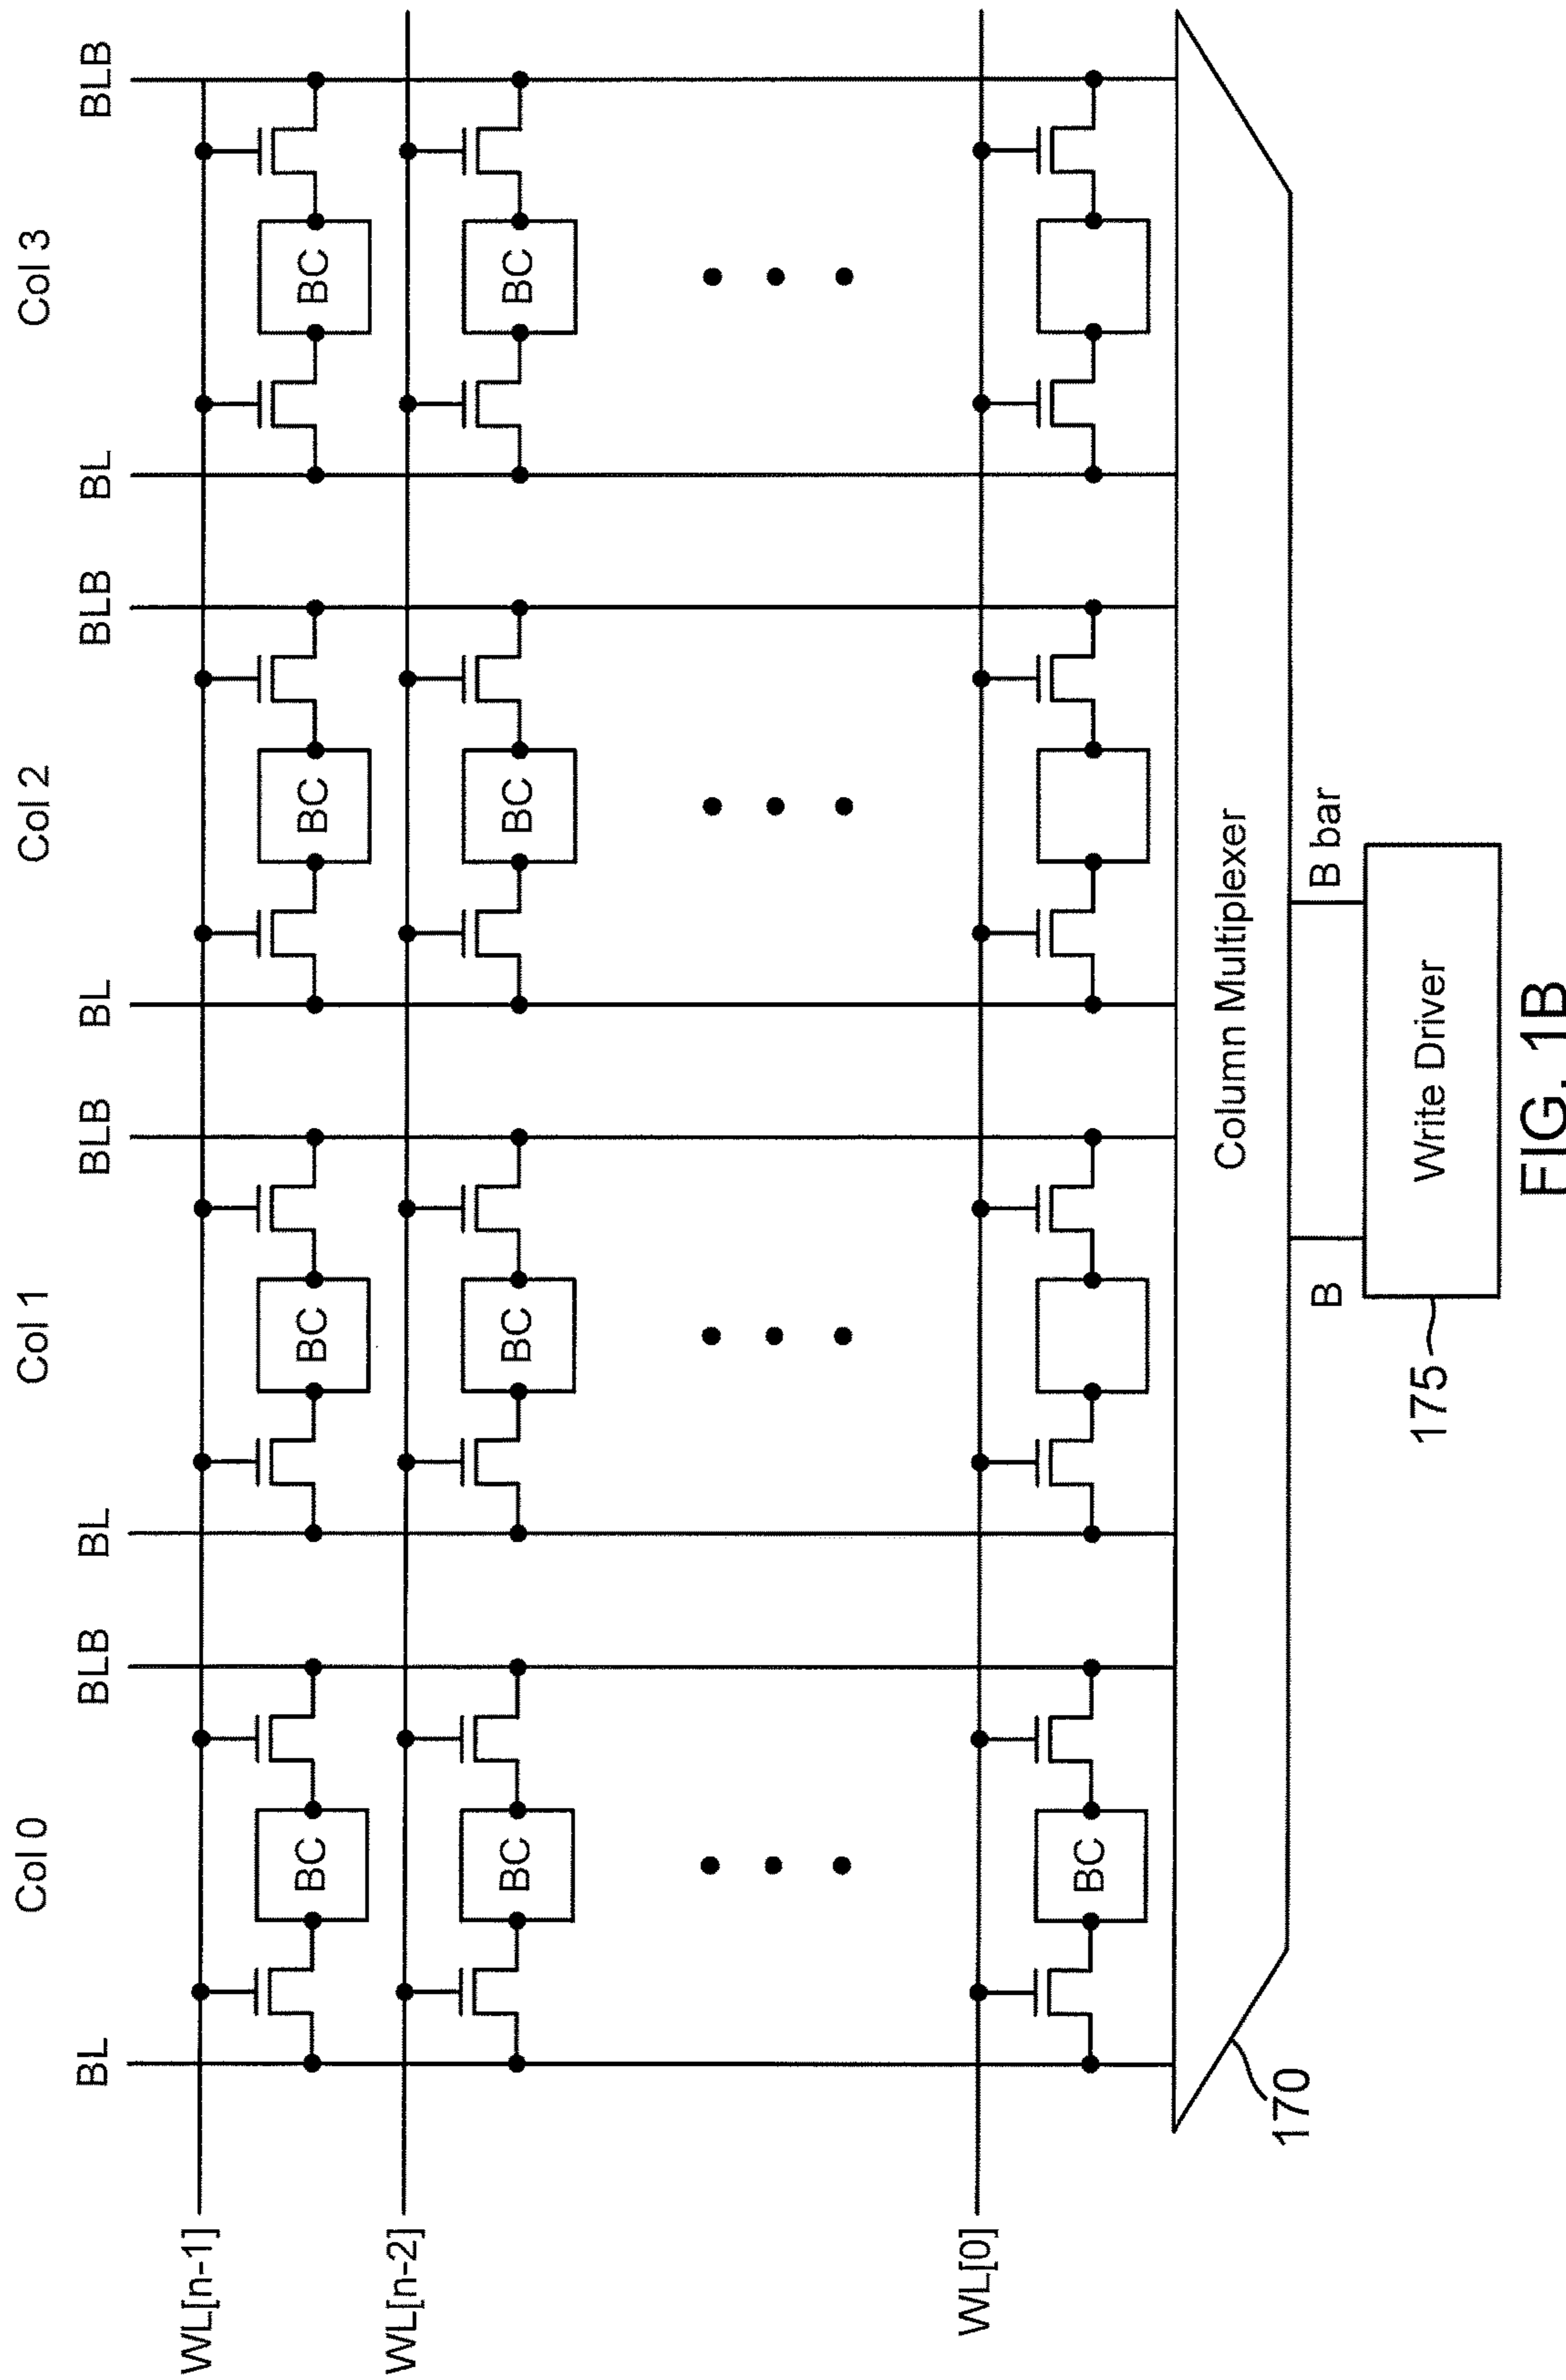 Col 0 Col 1 Col 2 Col 3
BL BLB BL BLB BL BLB BL BLB
WL[n-1]
BC BC BC BC
WL[n-2]
BC BC BC BC
WL[0]
BC
170
Column Multiplexer
B B bar
175
Write Driver
FIG. 1B